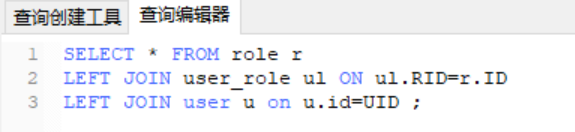 查询创建工具 查询编辑器
1 SELECT * FROM role r
2 LEFT JOIN user_role ul ON ul.RID=r.ID
3 LEFT JOIN user u on u.id=UID ;